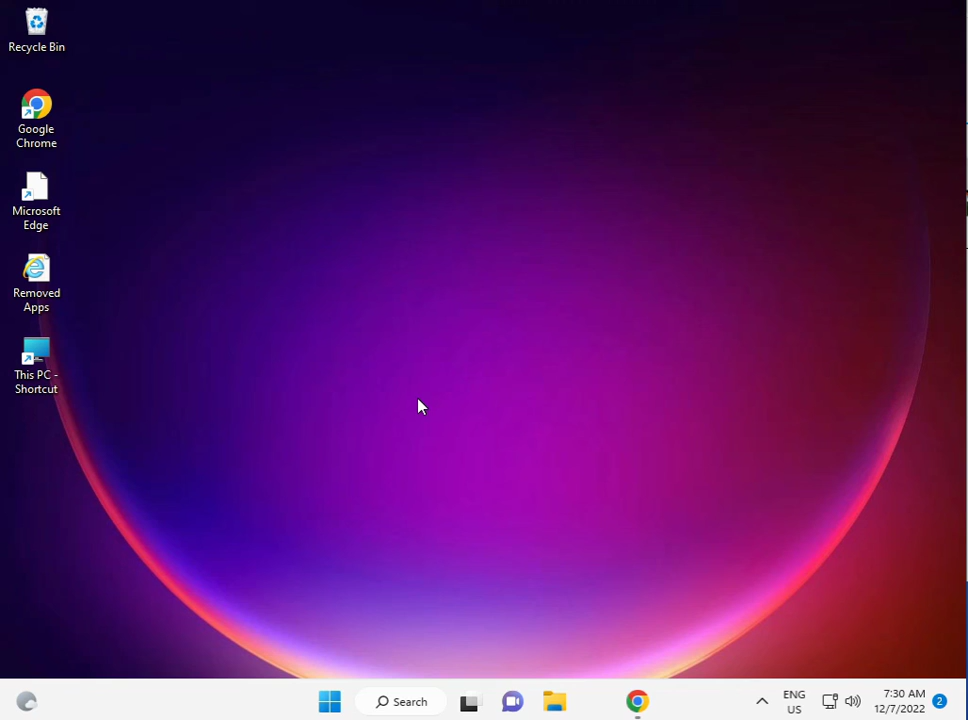 Recycle Bin
Google
Chrome
Microsoft
Edge
Removed
Apps
This PC -
Shortcut
Search
ENG
US
7:30 AM
12/7/2022
2